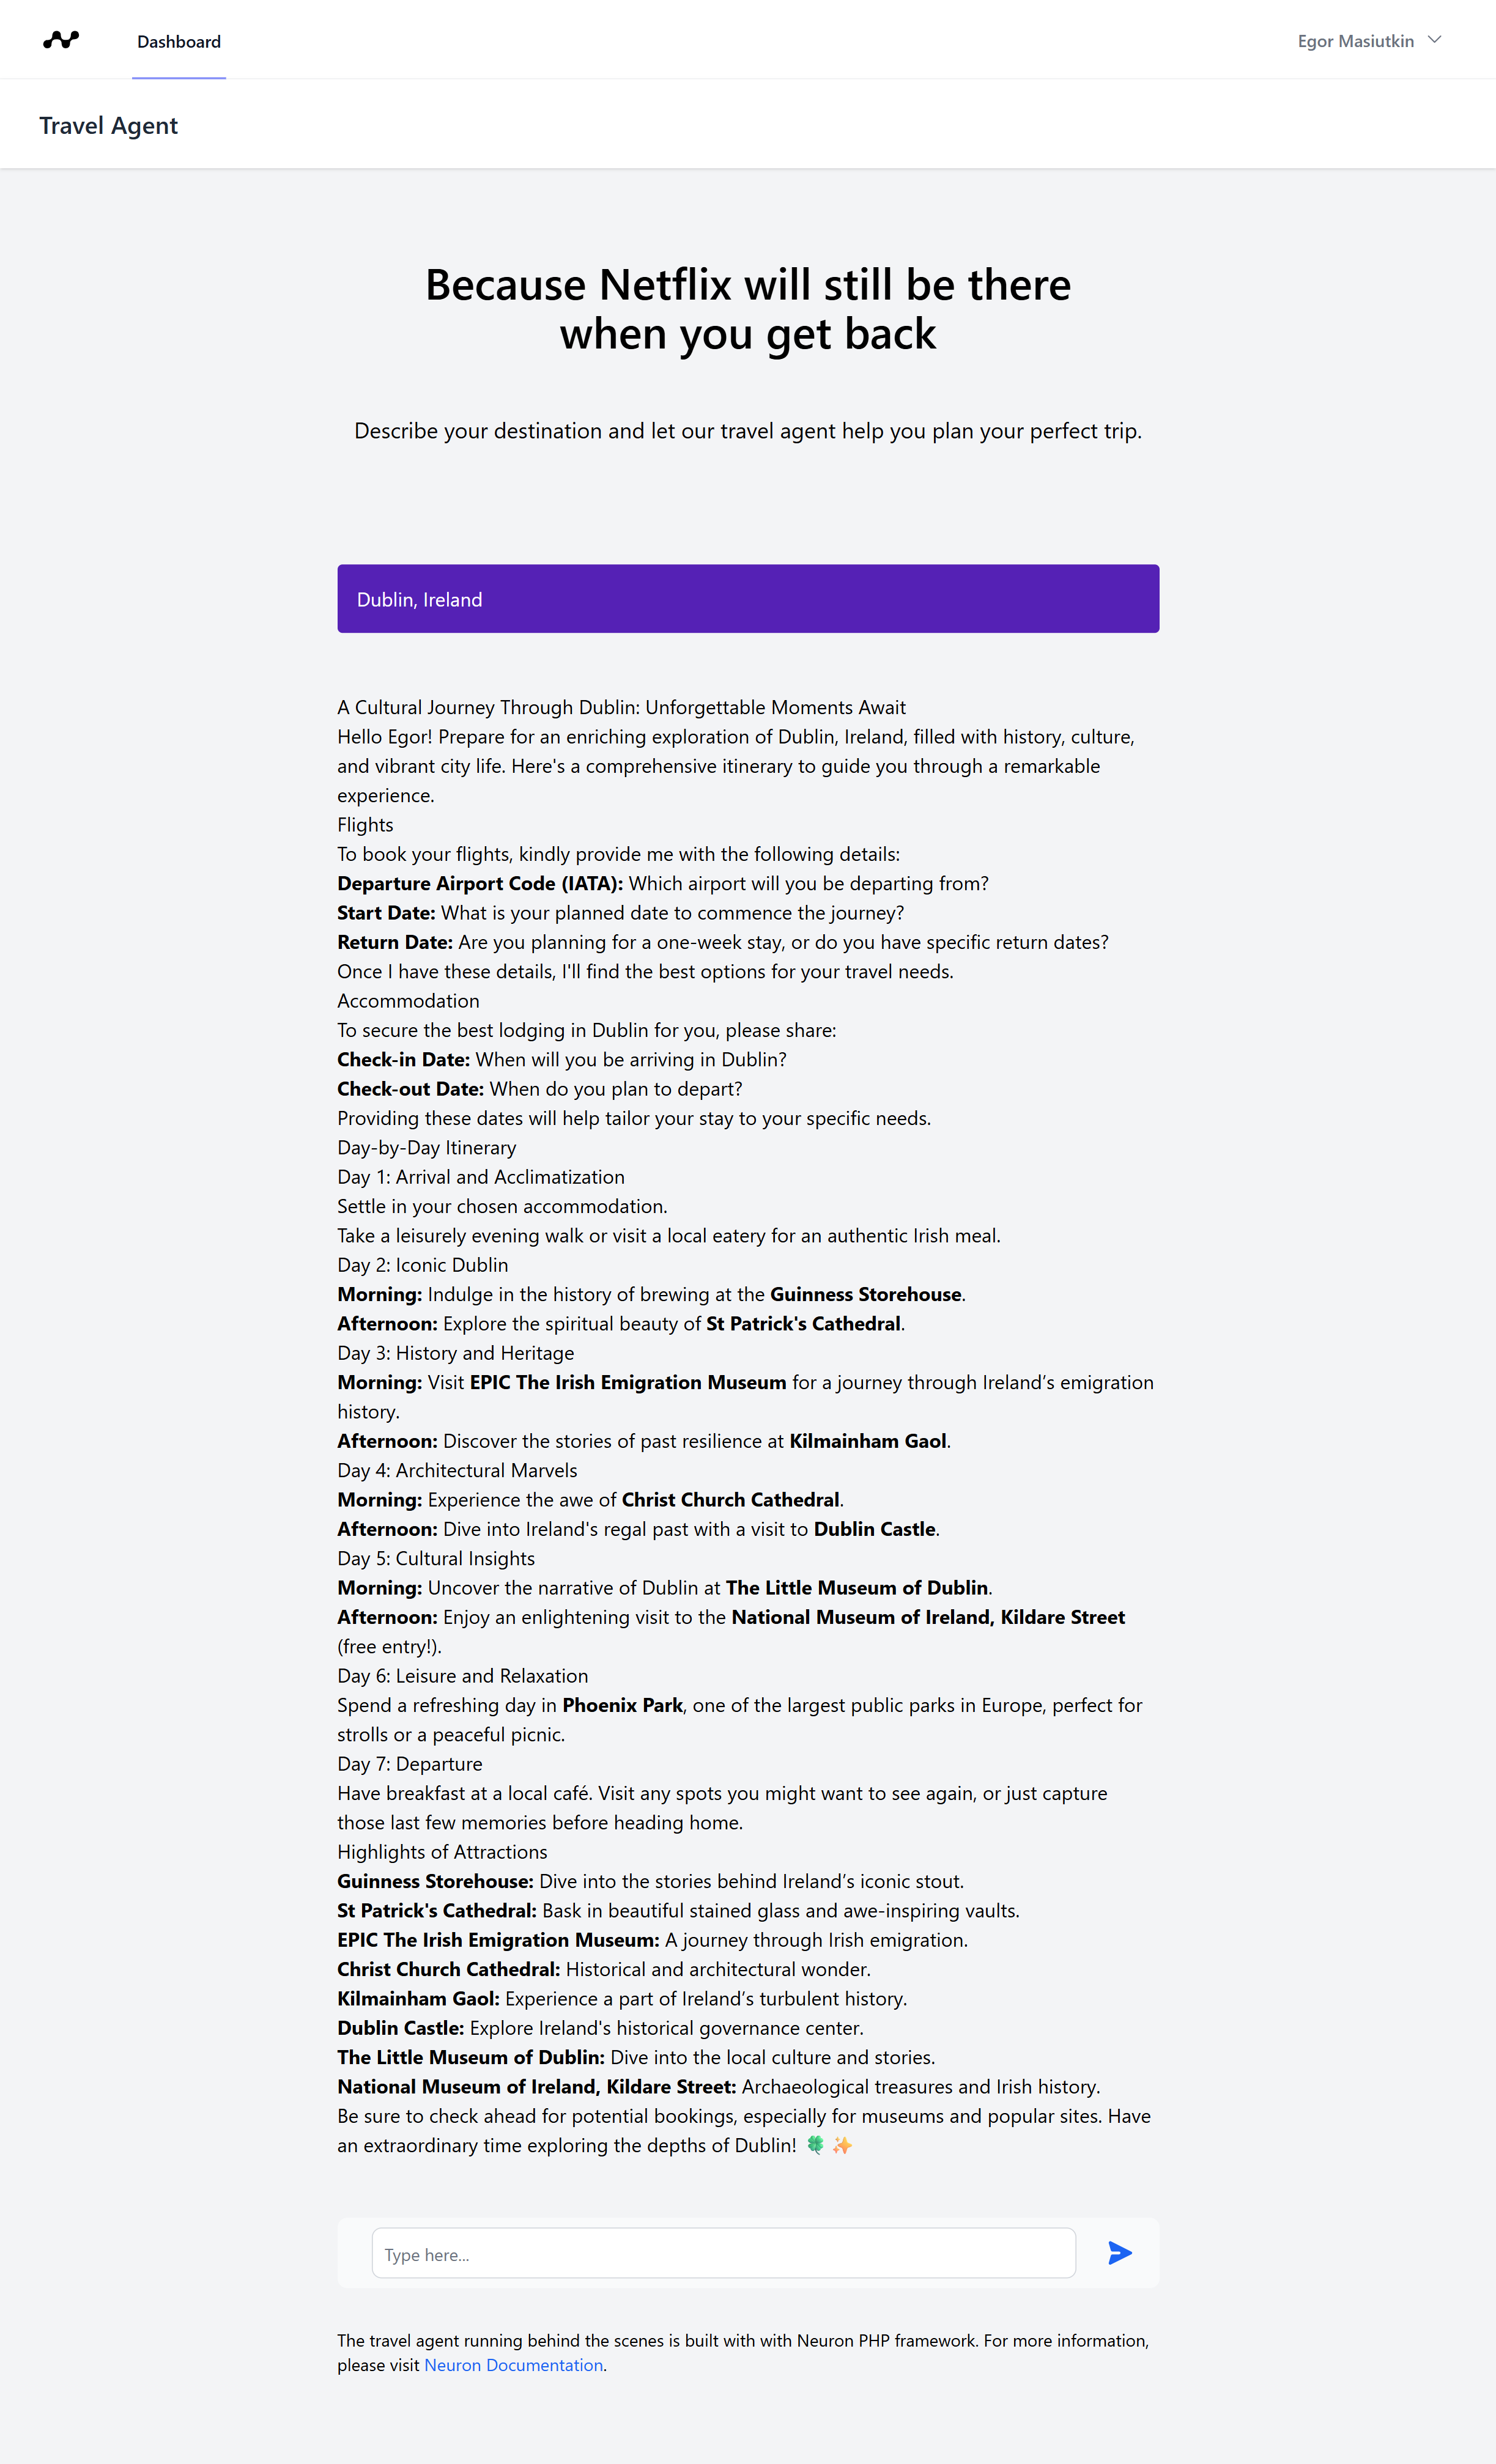 Dashboard
Egor Masiutkin
Travel Agent
Because Netflix will still be there
when you get back
Describe your destination and let our travel agent help you plan your perfect trip.
Dublin, Ireland
A Cultural Journey Through Dublin: Unforgettable Moments Await
Hello Egor! Prepare for an enriching exploration of Dublin, Ireland, filled with history, culture,
and vibrant city life. Here's a comprehensive itinerary to guide you through a remarkable
experience.
Flights
To book your flights, kindly provide me with the following details:
Departure Airport Code (IATA): Which airport will you be departing from?
Start Date: What is your planned date to commence the journey?
Return Date: Are you planning for a one-week stay, or do you have specific return dates?
Once I have these details, I'll find the best options for your travel needs.
Accommodation
To secure the best lodging in Dublin for you, please share:
Check-in Date: When will you be arriving in Dublin?
Check-out Date: When do you plan to depart?
Providing these dates will help tailor your stay to your specific needs.
Day-by-Day Itinerary
Day 1: Arrival and Acclimatization
Settle in your chosen accommodation.
Take a leisurely evening walk or visit a local eatery for an authentic Irish meal.
Day 2: Iconic Dublin
Morning: Indulge in the history of brewing at the Guinness Storehouse.
Afternoon: Explore the spiritual beauty of St Patrick's Cathedral.
Day 3: History and Heritage
Morning: Visit EPIC The Irish Emigration Museum for a journey through Ireland’s emigration
history.
Afternoon: Discover the stories of past resilience at Kilmainham Gaol.
Day 4: Architectural Marvels
Morning: Experience the awe of Christ Church Cathedral.
Afternoon: Dive into Ireland's regal past with a visit to Dublin Castle.
Day 5: Cultural Insights
Morning: Uncover the narrative of Dublin at The Little Museum of Dublin.
Afternoon: Enjoy an enlightening visit to the National Museum of Ireland, Kildare Street
(free entry!).
Day 6: Leisure and Relaxation
Spend a refreshing day in Phoenix Park, one of the largest public parks in Europe, perfect for
strolls or a peaceful picnic.
Day 7: Departure
Have breakfast at a local café. Visit any spots you might want to see again, or just capture
those last few memories before heading home.
Highlights of Attractions
Guinness Storehouse: Dive into the stories behind Ireland’s iconic stout.
St Patrick's Cathedral: Bask in beautiful stained glass and awe-inspiring vaults.
EPIC The Irish Emigration Museum: A journey through Irish emigration.
Christ Church Cathedral: Historical and architectural wonder.
Kilmainham Gaol: Experience a part of Ireland’s turbulent history.
Dublin Castle: Explore Ireland's historical governance center.
The Little Museum of Dublin: Dive into the local culture and stories.
National Museum of Ireland, Kildare Street: Archaeological treasures and Irish history.
Be sure to check ahead for potential bookings, especially for museums and popular sites. Have
an extraordinary time exploring the depths of Dublin! 🍀 ✨
Type here...
The travel agent running behind the scenes is built with with Neuron PHP framework. For more information,
please visit Neuron Documentation.